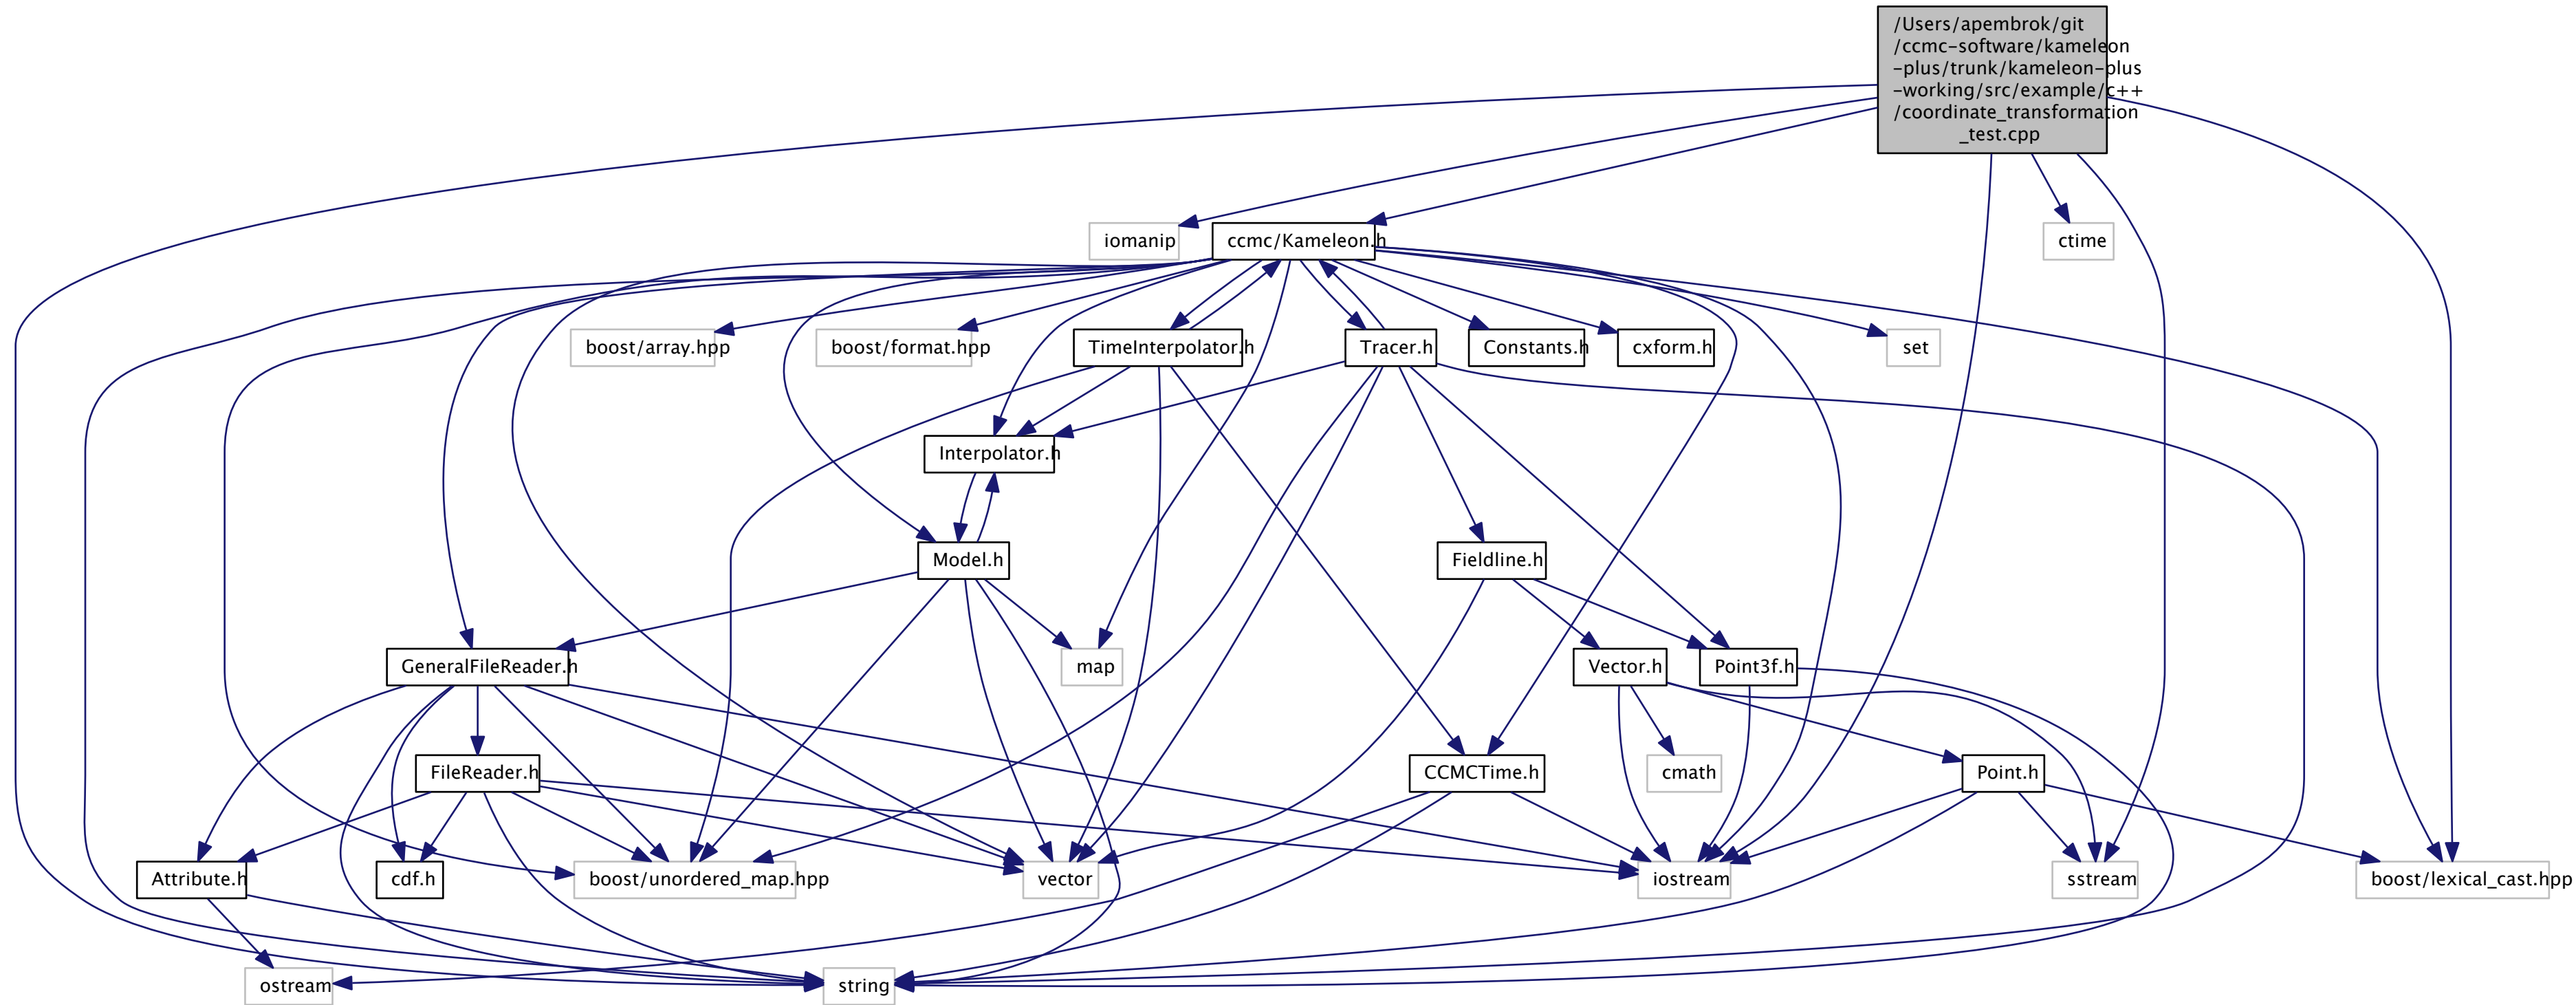 /Users/apembrok/git
/ccmc-software/kameleon
-plus/trunk/kameleon-plus
-working/src/example/c++
/coordinate_transformation
_test.cpp
iomanip
ccmc/Kameleon.h
ctime
boost/array.hpp
boost/format.hpp
TimeInterpolator.h
Tracer.h
Constants.h
cxform.h
set
Interpolator.h
Model.h
Fieldline.h
GeneralFileReader.h
map
Vector.h
Point3f.h
FileReader.h
CCMCTime.h
cmath
Point.h
Attribute.h
cdf.h
boost/unordered_map.hpp
vector
iostream
sstream
boost/lexical_cast.hpp
ostream
string